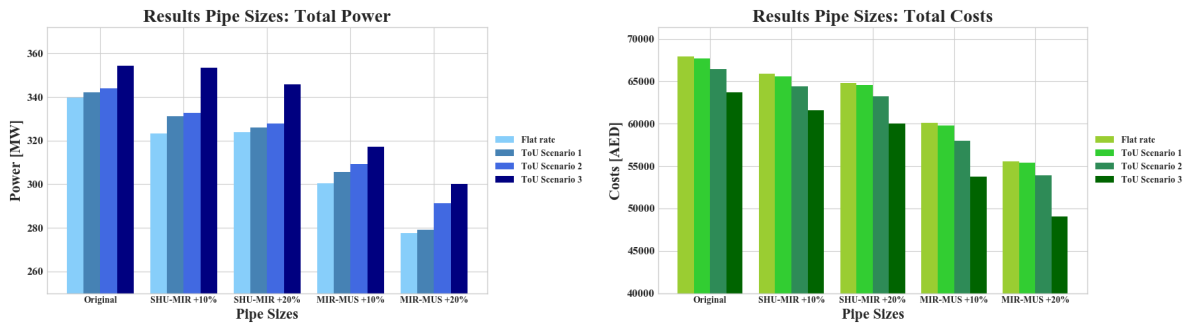 Results Pipe Sizes: Total Power
Power [MW]
360
340
320
300
280
260
Original
SHU-MIR +10%
SHU-MIR +20%
MIR-MUS +10%
MIR-MUS +20%
Pipe Sizes
Flat rate
ToU Scenario 1
ToU Scenario 2
ToU Scenario 3
Results Pipe Sizes: Total Costs
Costs [AED]
70000
65000
60000
55000
50000
45000
40000
Original
SHU-MIR +10%
SHU-MIR +20%
MIR-MUS +10%
MIR-MUS +20%
Pipe Sizes
Flat rate
ToU Scenario 1
ToU Scenario 2
ToU Scenario 3